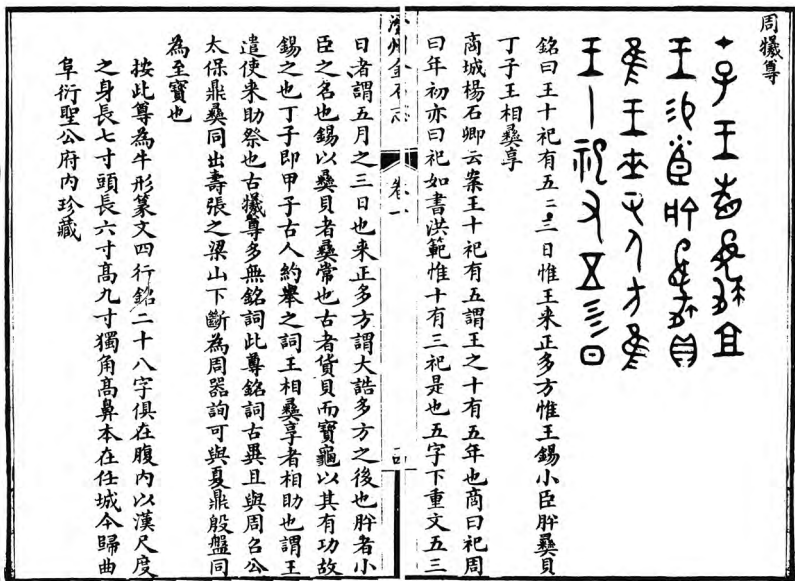 周犧尊
銘曰王十祀有五二三日惟王来正多方惟王錫小臣彝貝
丁子王相彝享
商城楊石卿云案王十祀有五謂王之十有五年也商曰祀周
曰年初亦曰祀如書洪範惟十有三祀是也五字下重文五三
濟州金石志 卷一
日者謂五月之三日也来正多方謂大誥多方之後也者小
臣之名也錫以彝貝者彝常也古者貨貝而寶龜以其有功故
錫之也丁子即甲子古人約舉之詞王相彝享者相助也謂王
遣使来助祭也古犧尊多無銘詞此尊銘詞古異且與周召公
太保鼎彝同出壽張之梁山下斷為周器詢可與夏鼎殷盤同
為至寶也
按此尊為牛形篆文四行銘二十八字俱在腹内以漢尺度
之身長七寸頭長六寸高九寸獨角高鼻本在任城今歸曲
阜衍聖公府内珍藏